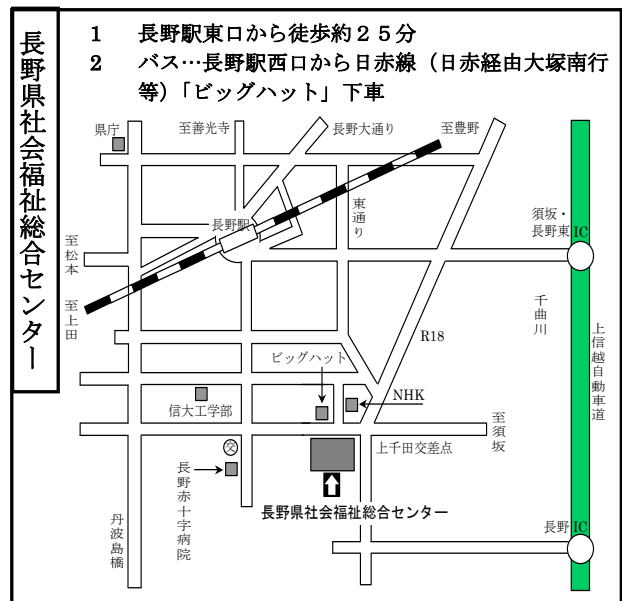 長野県社会福祉総合センター
1 長野駅東口から徒歩約25分
2 バス…長野駅西口から日赤線（日赤経由大塚南行
等）「ビッグハット」下車
県庁
至善光寺
長野大通り
至豊野
東通り
長野駅
須坂・
長野東IC
至松本
至上田
千曲川
上信越自動車道
R18
ビッグハット
NHK
信大工学部
至須坂
上千田交差点
交
長野赤十字病院
長野県社会福祉総合センター
丹波島橋
長野IC